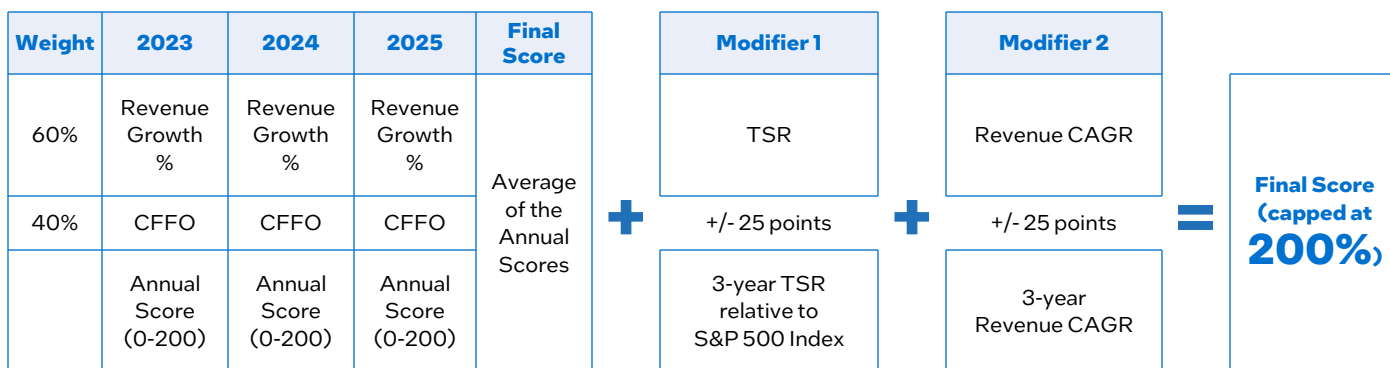 Weight
2023
2024
2025
Final
Score
Modifier 1
Modifier 2
60%
Revenue
Growth
%
Revenue
Growth
%
Revenue
Growth
%
Average
of the
Annual
Scores
TSR
Revenue CAGR
40%
CFFO
CFFO
CFFO
+
+/- 25 points
+
+/- 25 points
=
Final Score
(capped at
200%)
Annual
Score
(0-200)
Annual
Score
(0-200)
Annual
Score
(0-200)
3-year TSR
relative to
S&P 500 Index
3-year
Revenue CAGR